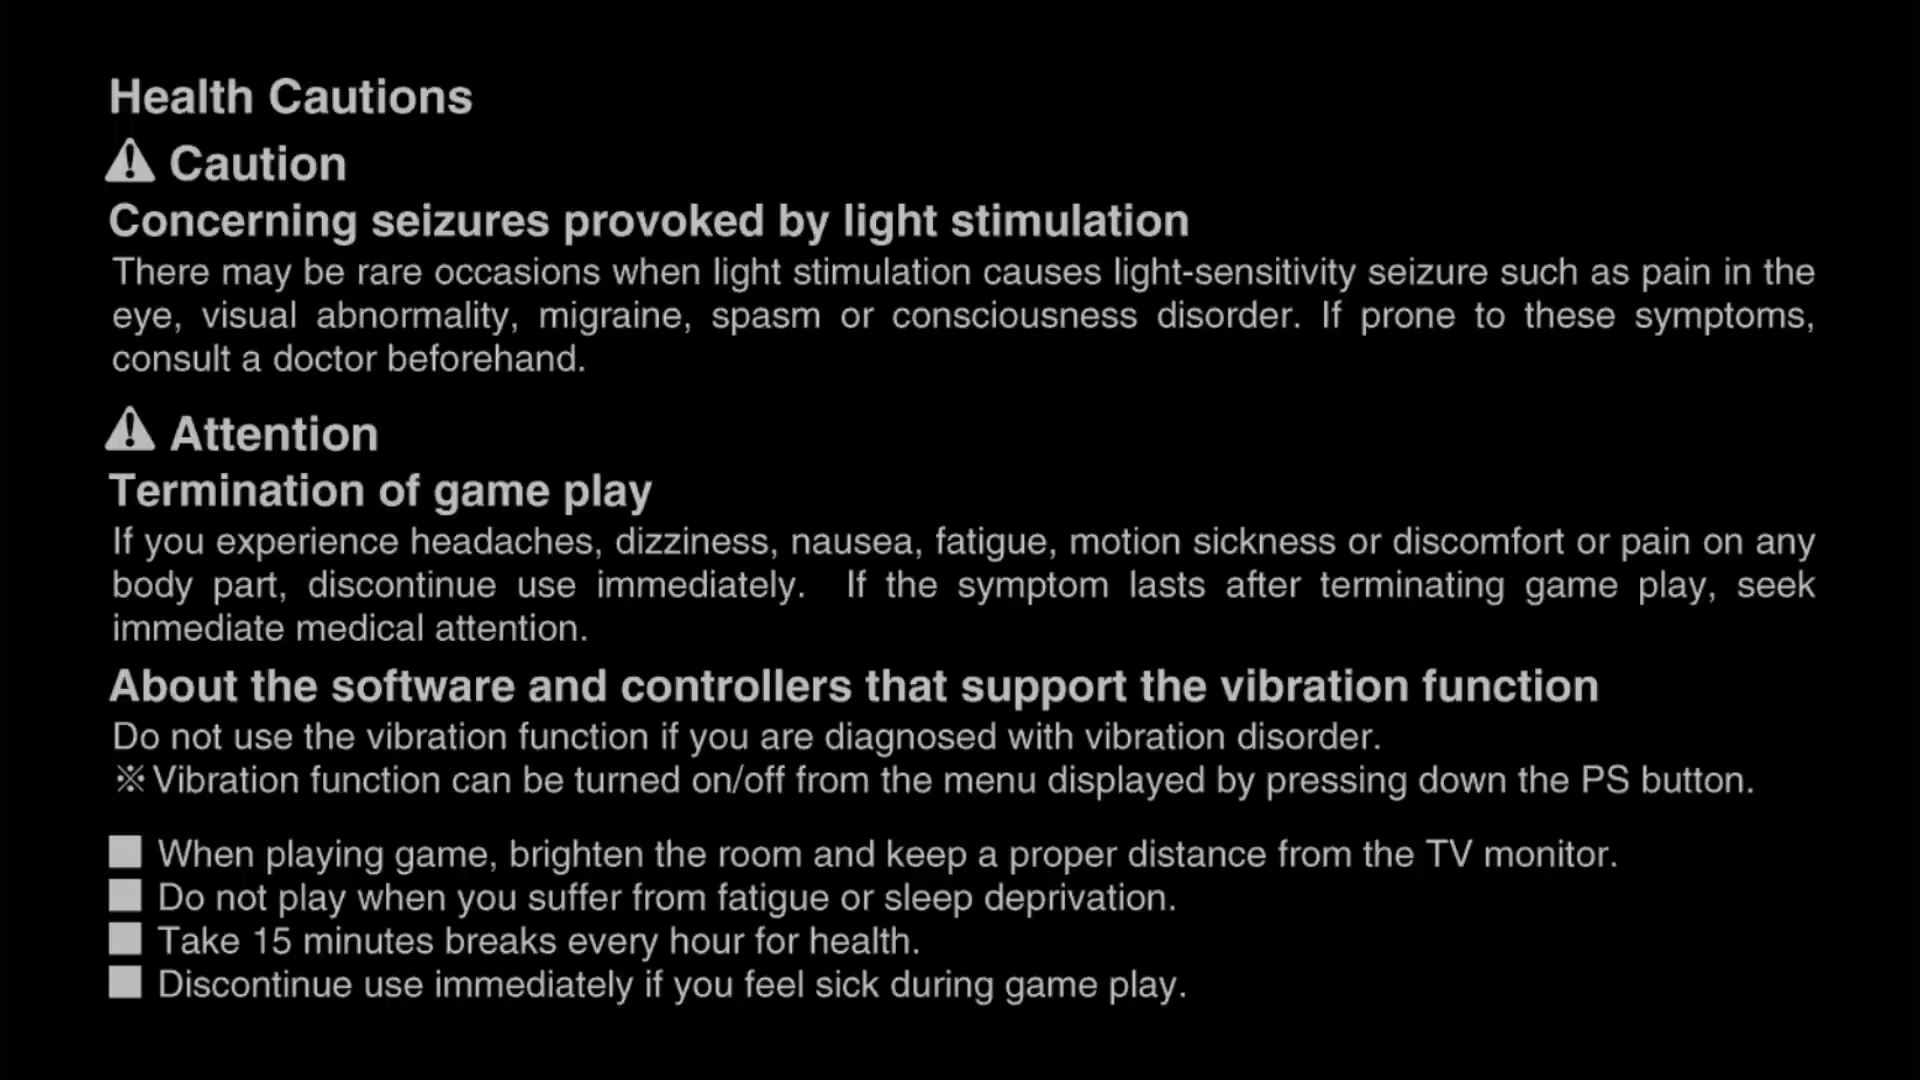 Health Cautions
⚠ Caution
Concerning seizures provoked by light stimulation
There may be rare occasions when light stimulation causes light-sensitivity seizure such as pain in the
eye, visual abnormality, migraine, spasm or consciousness disorder. If prone to these symptoms,
consult a doctor beforehand.
⚠ Attention
Termination of game play
If you experience headaches, dizziness, nausea, fatigue, motion sickness or discomfort or pain on any
body part, discontinue use immediately. If the symptom lasts after terminating game play, seek
immediate medical attention.
About the software and controllers that support the vibration function
Do not use the vibration function if you are diagnosed with vibration disorder.
※Vibration function can be turned on/off from the menu displayed by pressing down the PS button.
■ When playing game, brighten the room and keep a proper distance from the TV monitor.
■ Do not play when you suffer from fatigue or sleep deprivation.
■ Take 15 minutes breaks every hour for health.
■ Discontinue use immediately if you feel sick during game play.